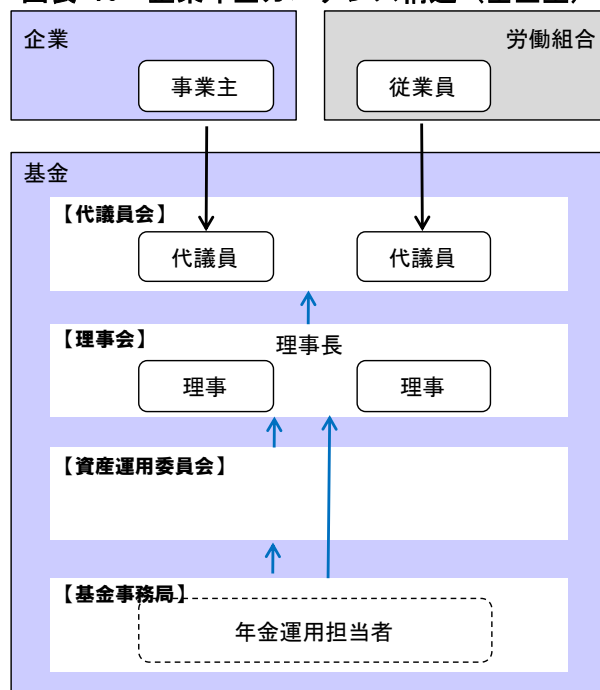 企業
労働組合
事業主
従業員
基金
【代議員会】
代議員
代議員
【理事会】
理事長
理事
理事
【資産運用委員会】
【基金事務局】
年金運用担当者